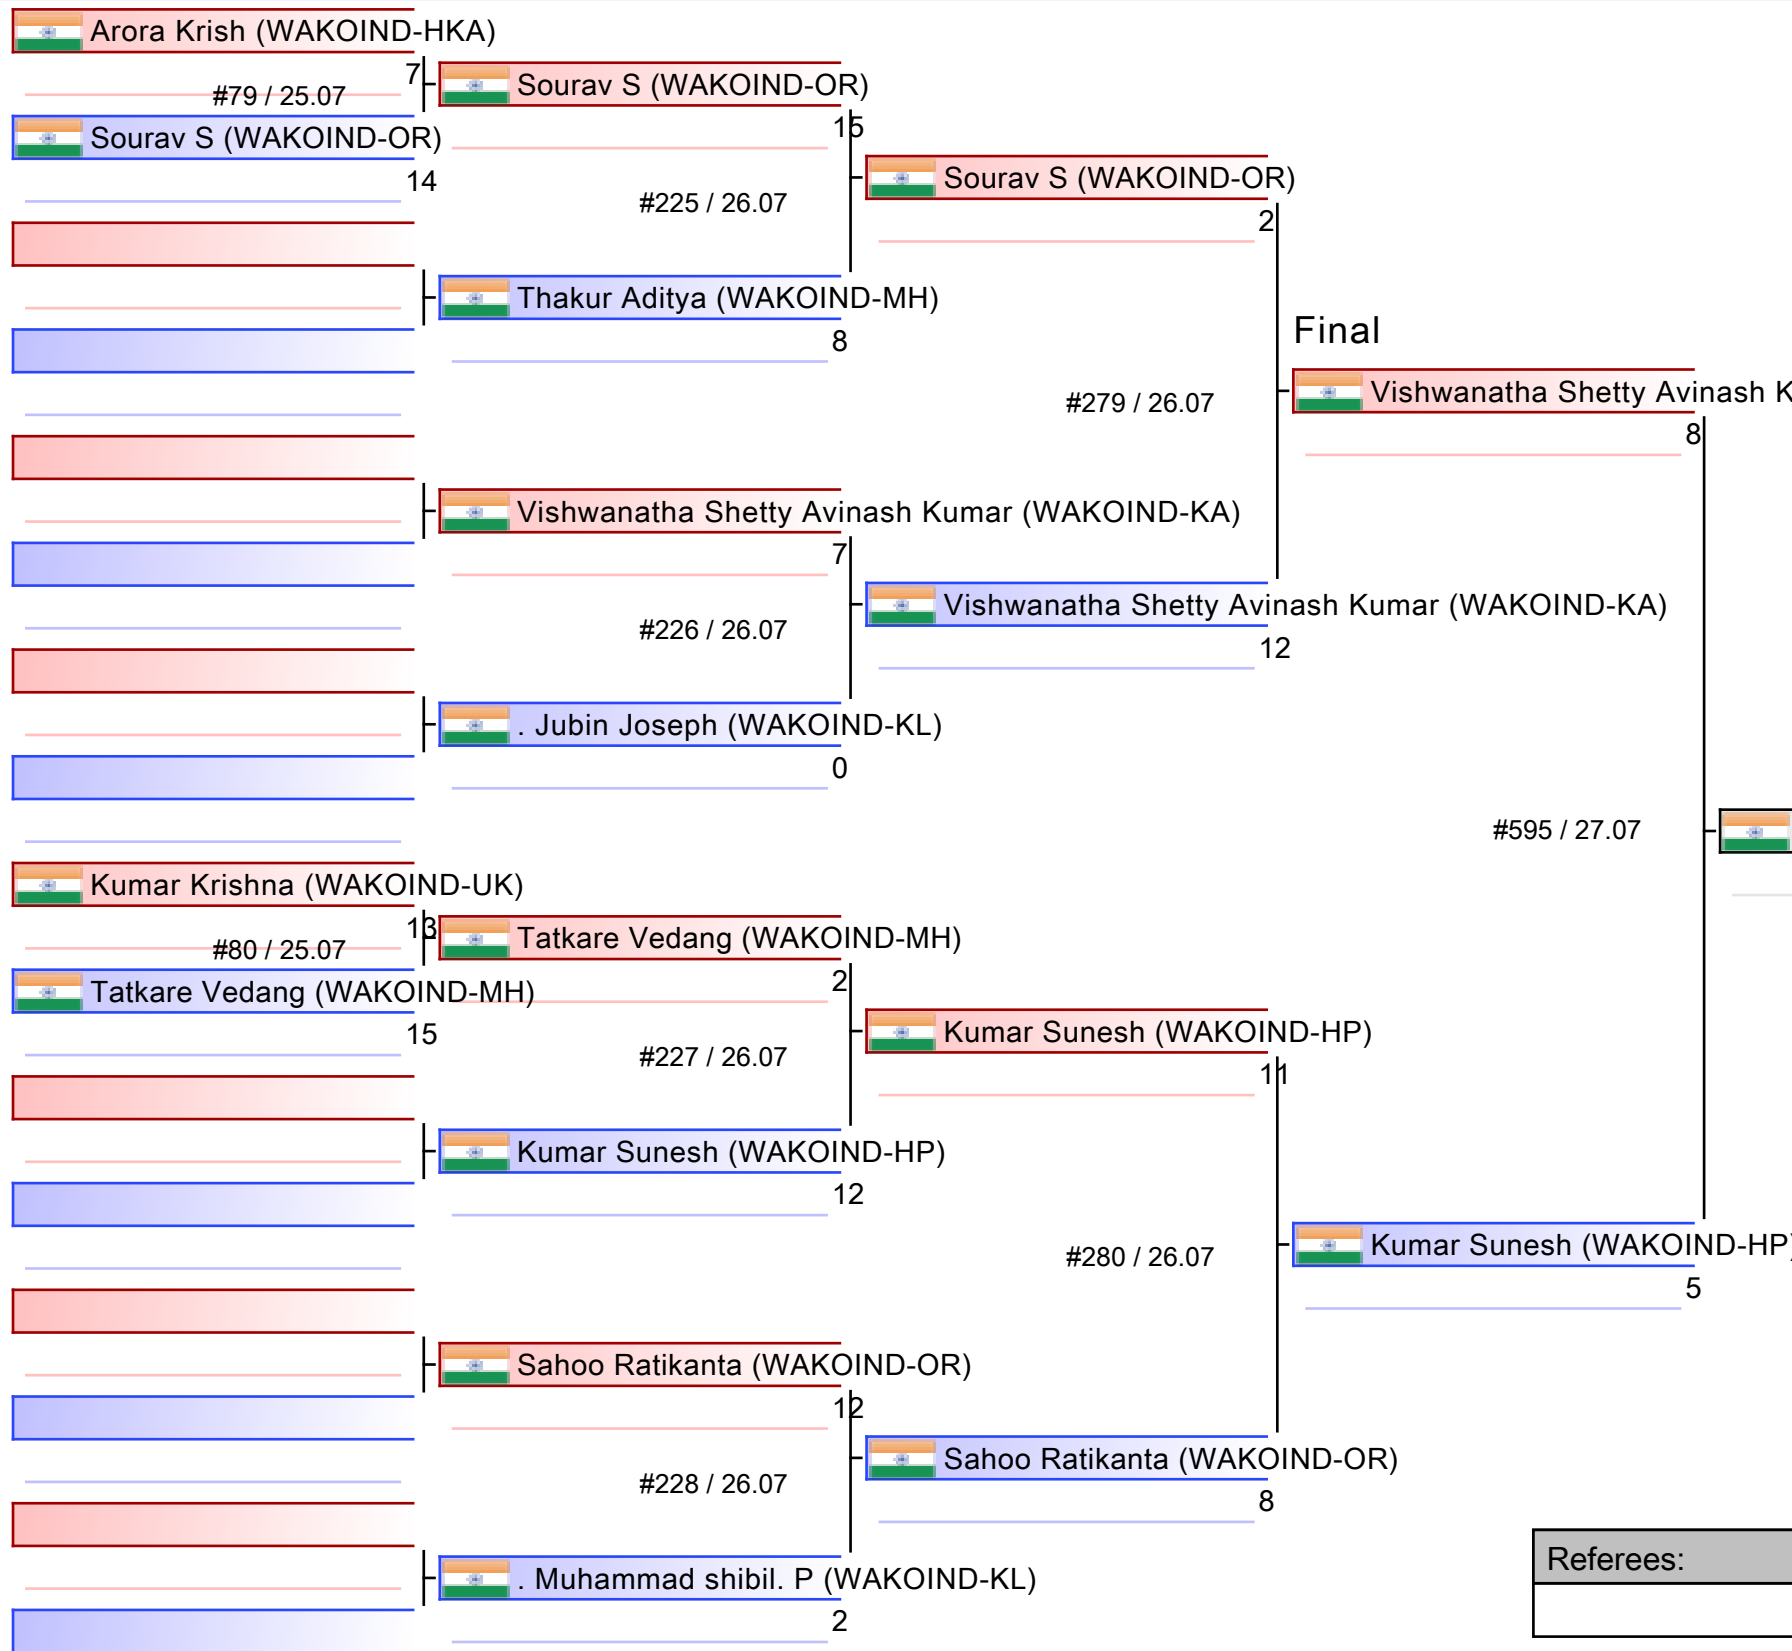 Arora Krish (WAKOIND-HKA)
7
#79 / 25.07
Sourav S (WAKOIND-OR)
14
Sourav S (WAKOIND-OR)
15
#225 / 26.07
Thakur Aditya (WAKOIND-MH)
8
Sourav S (WAKOIND-OR)
2
#279 / 26.07
Vishwanatha Shetty Avinash Kumar (WAKOIND-KA)
7
#226 / 26.07
. Jubin Joseph (WAKOIND-KL)
0
Vishwanatha Shetty Avinash Kumar (WAKOIND-KA)
12
Final
Vishwanatha Shetty Avinash K
8
#595 / 27.07
Kumar Krishna (WAKOIND-UK)
13
#80 / 25.07
Tatkare Vedang (WAKOIND-MH)
15
Tatkare Vedang (WAKOIND-MH)
2
#227 / 26.07
Kumar Sunesh (WAKOIND-HP)
12
Kumar Sunesh (WAKOIND-HP)
11
#280 / 26.07
Kumar Sunesh (WAKOIND-HP)
5
Sahoo Ratikanta (WAKOIND-OR)
12
#228 / 26.07
. Muhammad shibil. P (WAKOIND-KL)
2
Sahoo Ratikanta (WAKOIND-OR)
8
Referees: